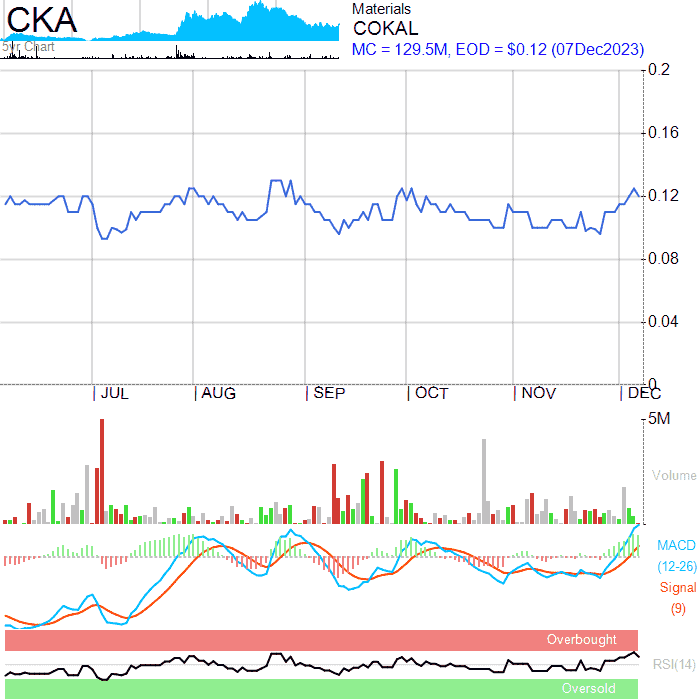 CKA
5yr Chart
Materials
COKAL
MC = 129.5M, EOD = $0.12 (07Dec2023)
0.2
0.16
0.12
0.08
0.04
0
JUL AUG SEP OCT NOV DEC
5M
Volume
MACD
(12-26)
Signal
(9)
Overbought
RSI(14)
Oversold